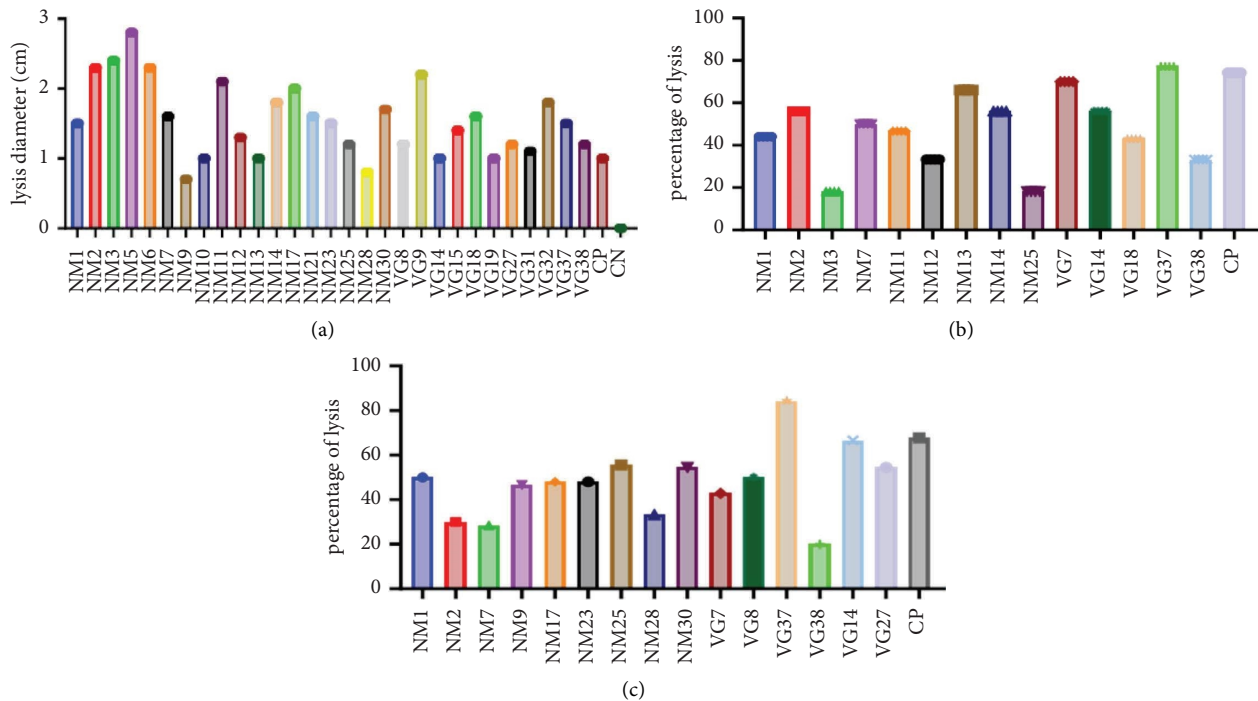 lysis diameter (cm)
3
2
1
0
NM1 NM2 NM3 NM5 NM6 NM7 NM9 NM10 NM11 NM12 NM13 NM14 NM17 NM21 NM23 NM25 NM28 NM30 VG8 VG9 VG14 VG15 VG18 VG19 VG27 VG31 VG32 VG37 VG38 CP CN
(a)
percentage of lysis
100
80
60
40
20
0
NM1 NM2 NM3 NM7 NM11 NM12 NM13 NM14 NM25 VG7 VG14 VG18 VG37 VG38 CP
(b)
percentage of lysis
100
80
60
40
20
0
NM1 NM2 NM7 NM9 NM17 NM23 NM25 NM28 NM30 VG7 VG8 VG37 VG38 VG14 VG27 CP
(c)